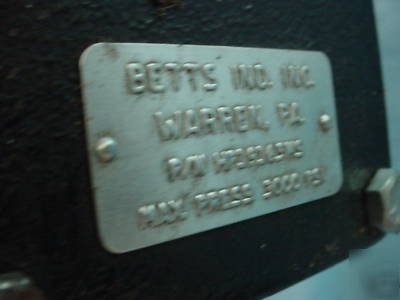 BETTS IND. INC.
WARREN, PA.
P/N
MAX. PRESS 3000 PSI